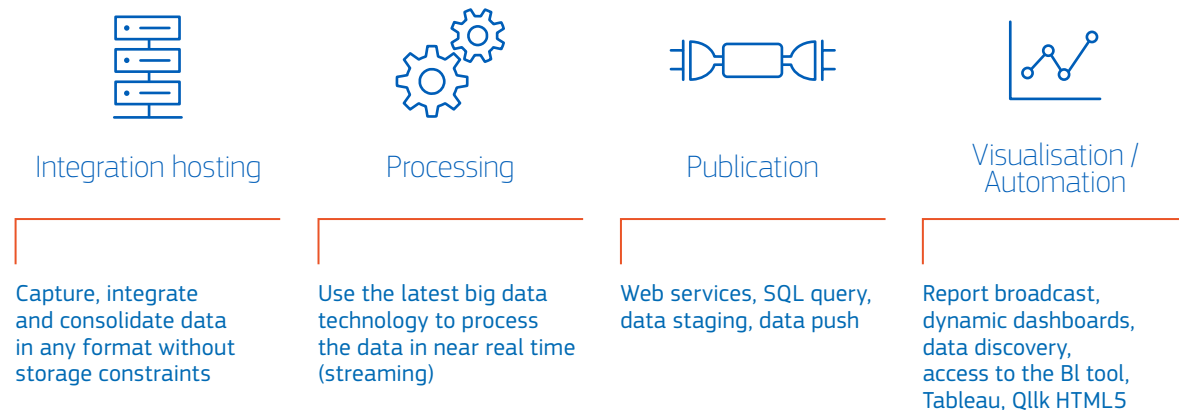 Integration hosting
Processing
Publication
Visualisation /
Automation
Capture, integrate
and consolidate data
in any format without
storage constraints
Use the latest big data
technology to process
the data in near real time
(streaming)
Web services, SQL query,
data staging, data push
Report broadcast,
dynamic dashboards,
data discovery,
access to the Bl tool,
Tableau, Qllk HTML5